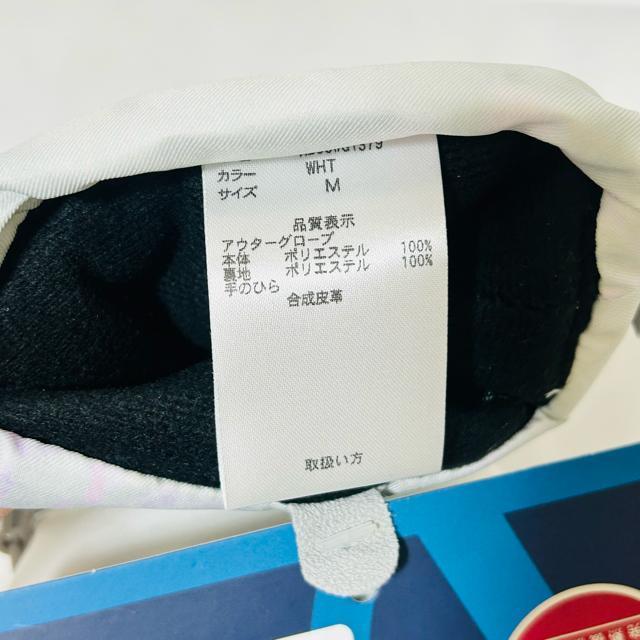 カラー WHT
サイズ M
品質表示
アウターグローブ
本体 ポリエステル 100%
裏地 ポリエステル 100%
手のひら 合成皮革
取扱い方